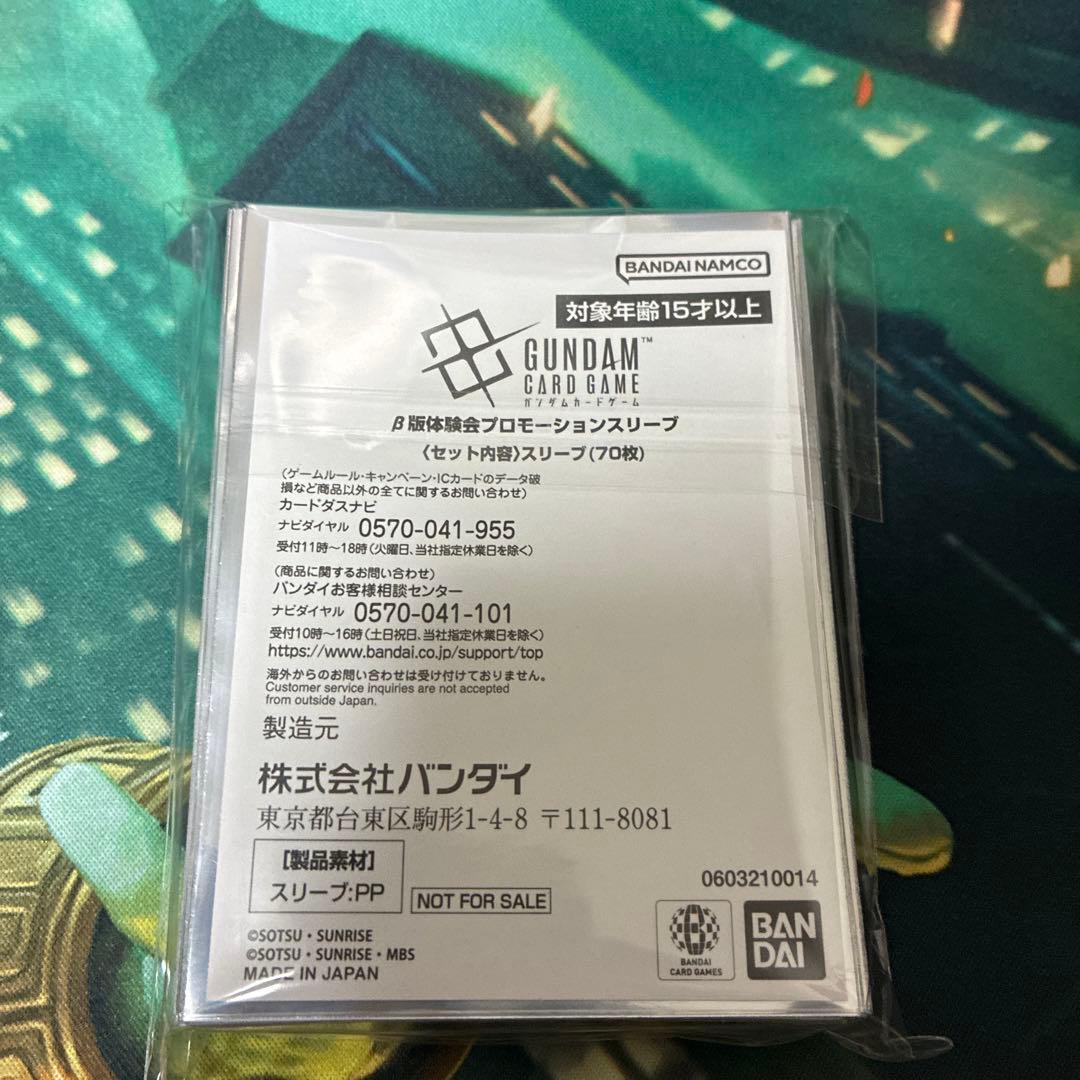 BANDAI NAMCO
対象年齢15才以上
GUNDAM™
CARD GAME
ガンダムカードゲーム
β版体験会プロモーションスリーブ
〈セット内容〉スリーブ(70枚)
(ゲームルール・キャンペーン・ICカードのデータ破
損など商品以外の全てに関するお問い合わせ)
カードダスナビ
ナビダイヤル 0570-041-955
受付11時〜18時(火曜日、当社指定休業日を除く)
(商品に関するお問い合わせ)
バンダイお客様相談センター
ナビダイヤル 0570-041-101
受付10時〜16時(土日祝日、当社指定休業日を除く)
https://www.bandai.co.jp/support/top
海外からのお問い合わせは受け付けておりません。
Customer service inquiries are not accepted
from outside Japan.
製造元
株式会社バンダイ
東京都台東区駒形1-4-8 〒111-8081
[製品素材]
スリーブ:PP
NOT FOR SALE
0603210014
©SOTSU・SUNRISE
©SOTSU・SUNRISE・MBS
MADE IN JAPAN
BANDAI
CARD GAMES
BAN
DAI